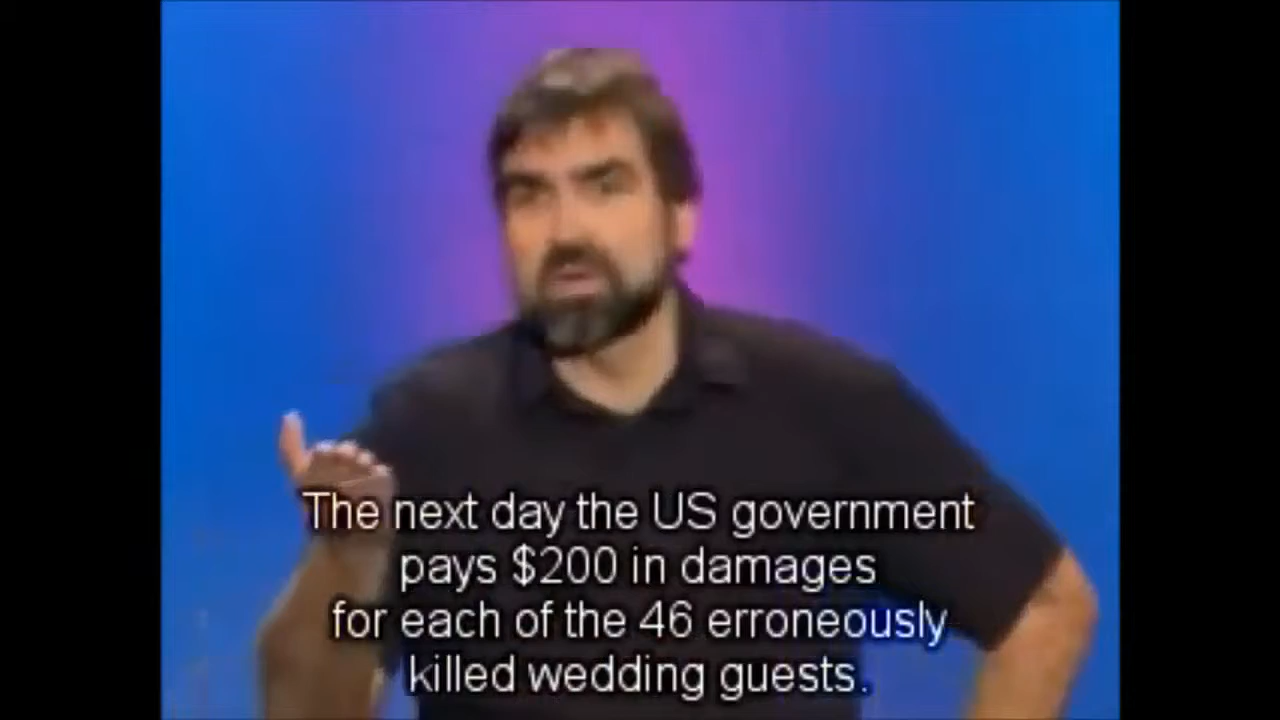 The next day the US government
pays $200 in damages
for each of the 46 erroneously
killed wedding guests.